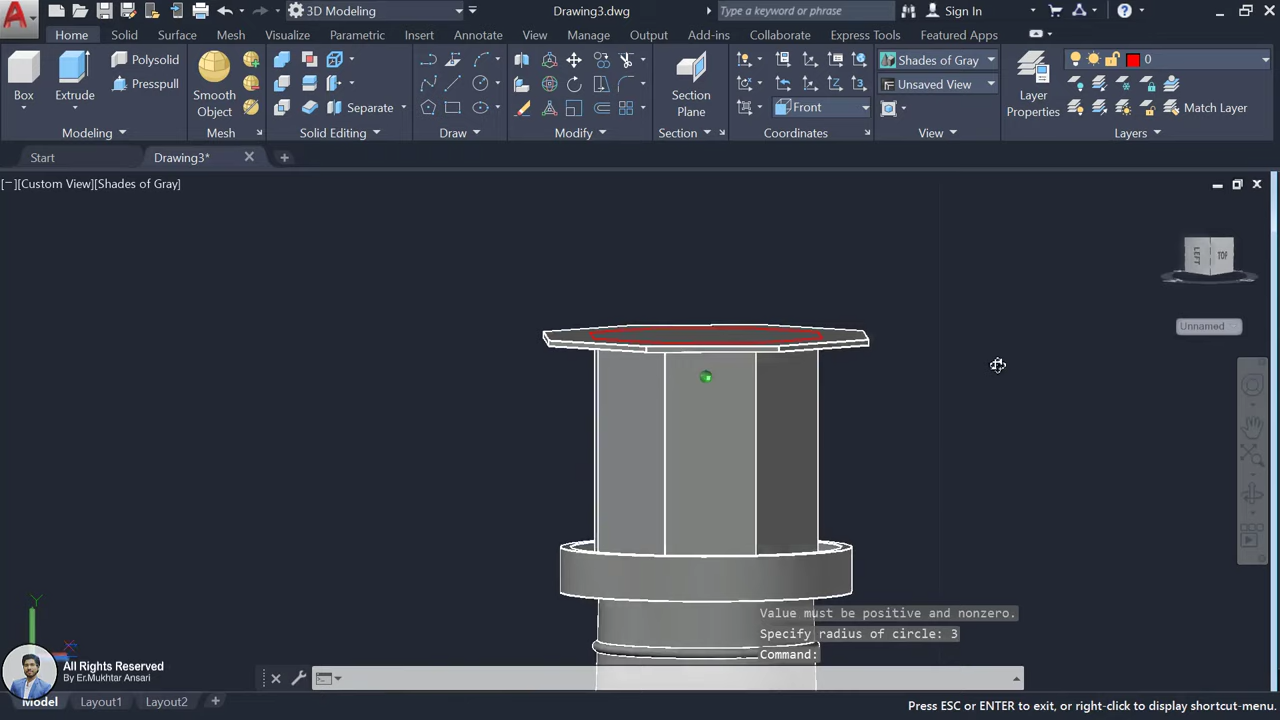 A 3D Modeling Drawing3.dwg Type a keyword or phrase Sign In
Home Solid Surface Mesh Visualize Parametric Insert Annotate View Manage Output Add-ins Collaborate Express Tools Featured Apps
Box Extrude Polysolid Presspull Smooth Object Separate Section Plane Front Shades of Gray Unsaved View Layer Properties 0 Match Layer
Modeling Mesh Solid Editing Draw Modify Section Coordinates View Layers
Start Drawing3*
[−][Custom View][Shades of Gray]
LEFT TOP
Unnamed
Y
Value must be positive and nonzero.
Specify radius of circle: 3
Command:
All Rights Reserved
By Er.Mukhtar Ansari
Model Layout1 Layout2
Press ESC or ENTER to exit, or right-click to display shortcut-menu.